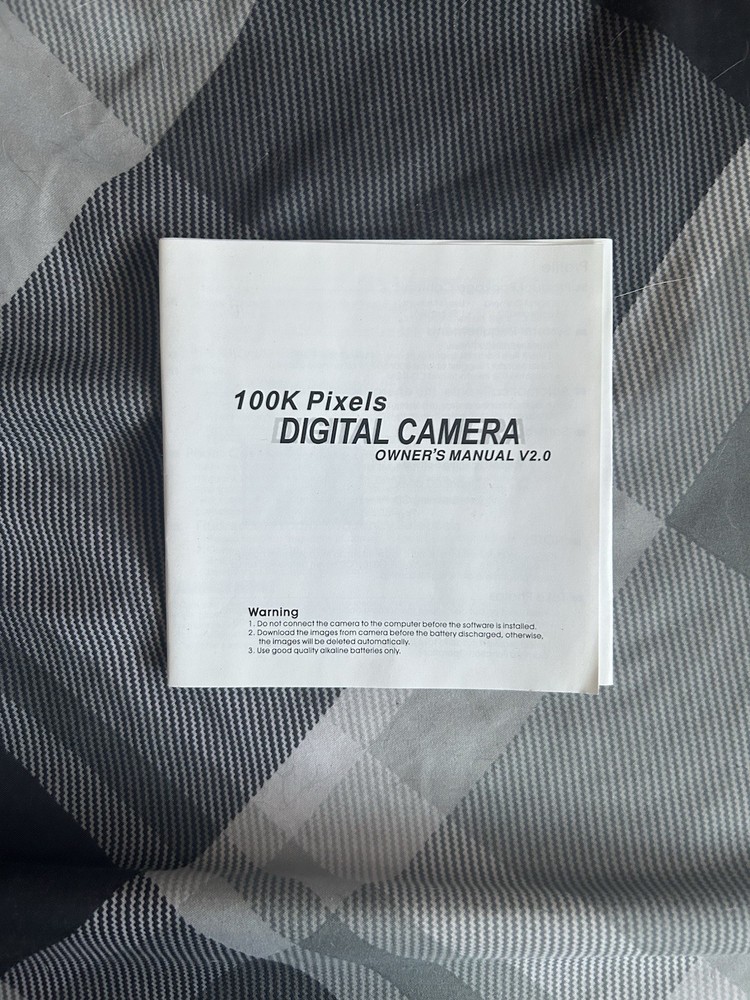 100K Pixels
DIGITAL CAMERA
OWNER'S MANUAL V2.0
Warning
1. Do not connect the camera to the computer before the software is installed.
2. Download the images from camera before the battery discharged, otherwise,
the images will be deleted automatically.
3. Use good quality alkaline batteries only.